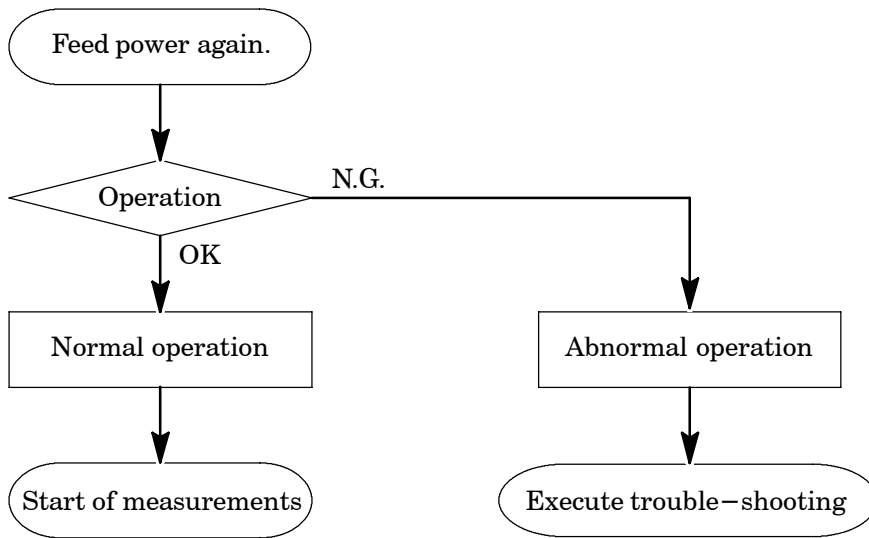 Feed power again.
Operation
N.G.
OK
Normal operation
Abnormal operation
Start of measurements
Execute trouble−shooting